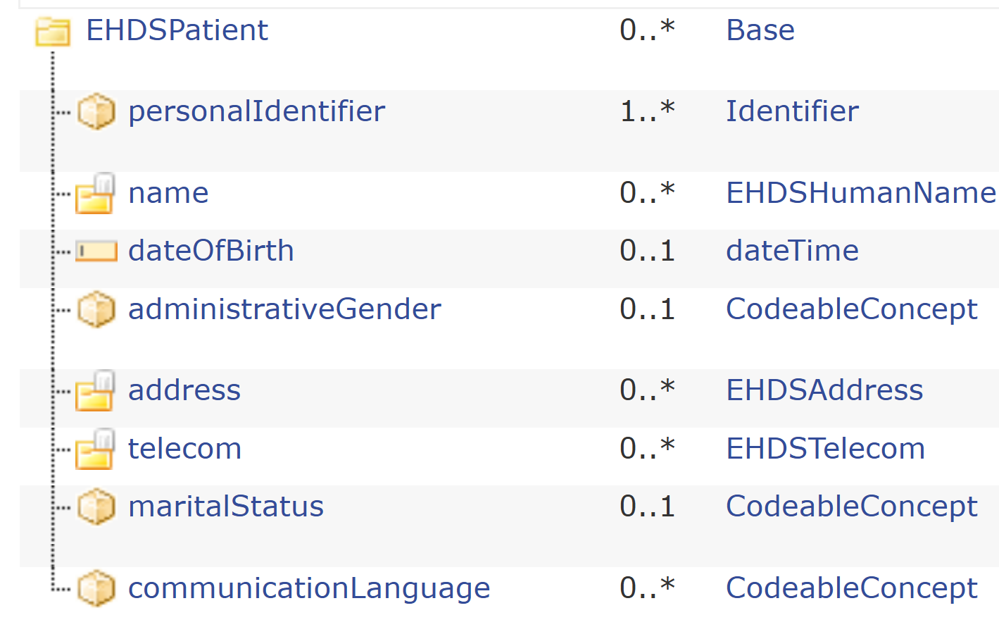 EHDSPatient 0..* Base
personalIdentifier 1..* Identifier
name 0..* EHDSHumanName
dateOfBirth 0..1 dateTime
administrativeGender 0..1 CodeableConcept
address 0..* EHDSAddress
telecom 0..* EHDSTelecom
maritalStatus 0..1 CodeableConcept
communicationLanguage 0..* CodeableConcept